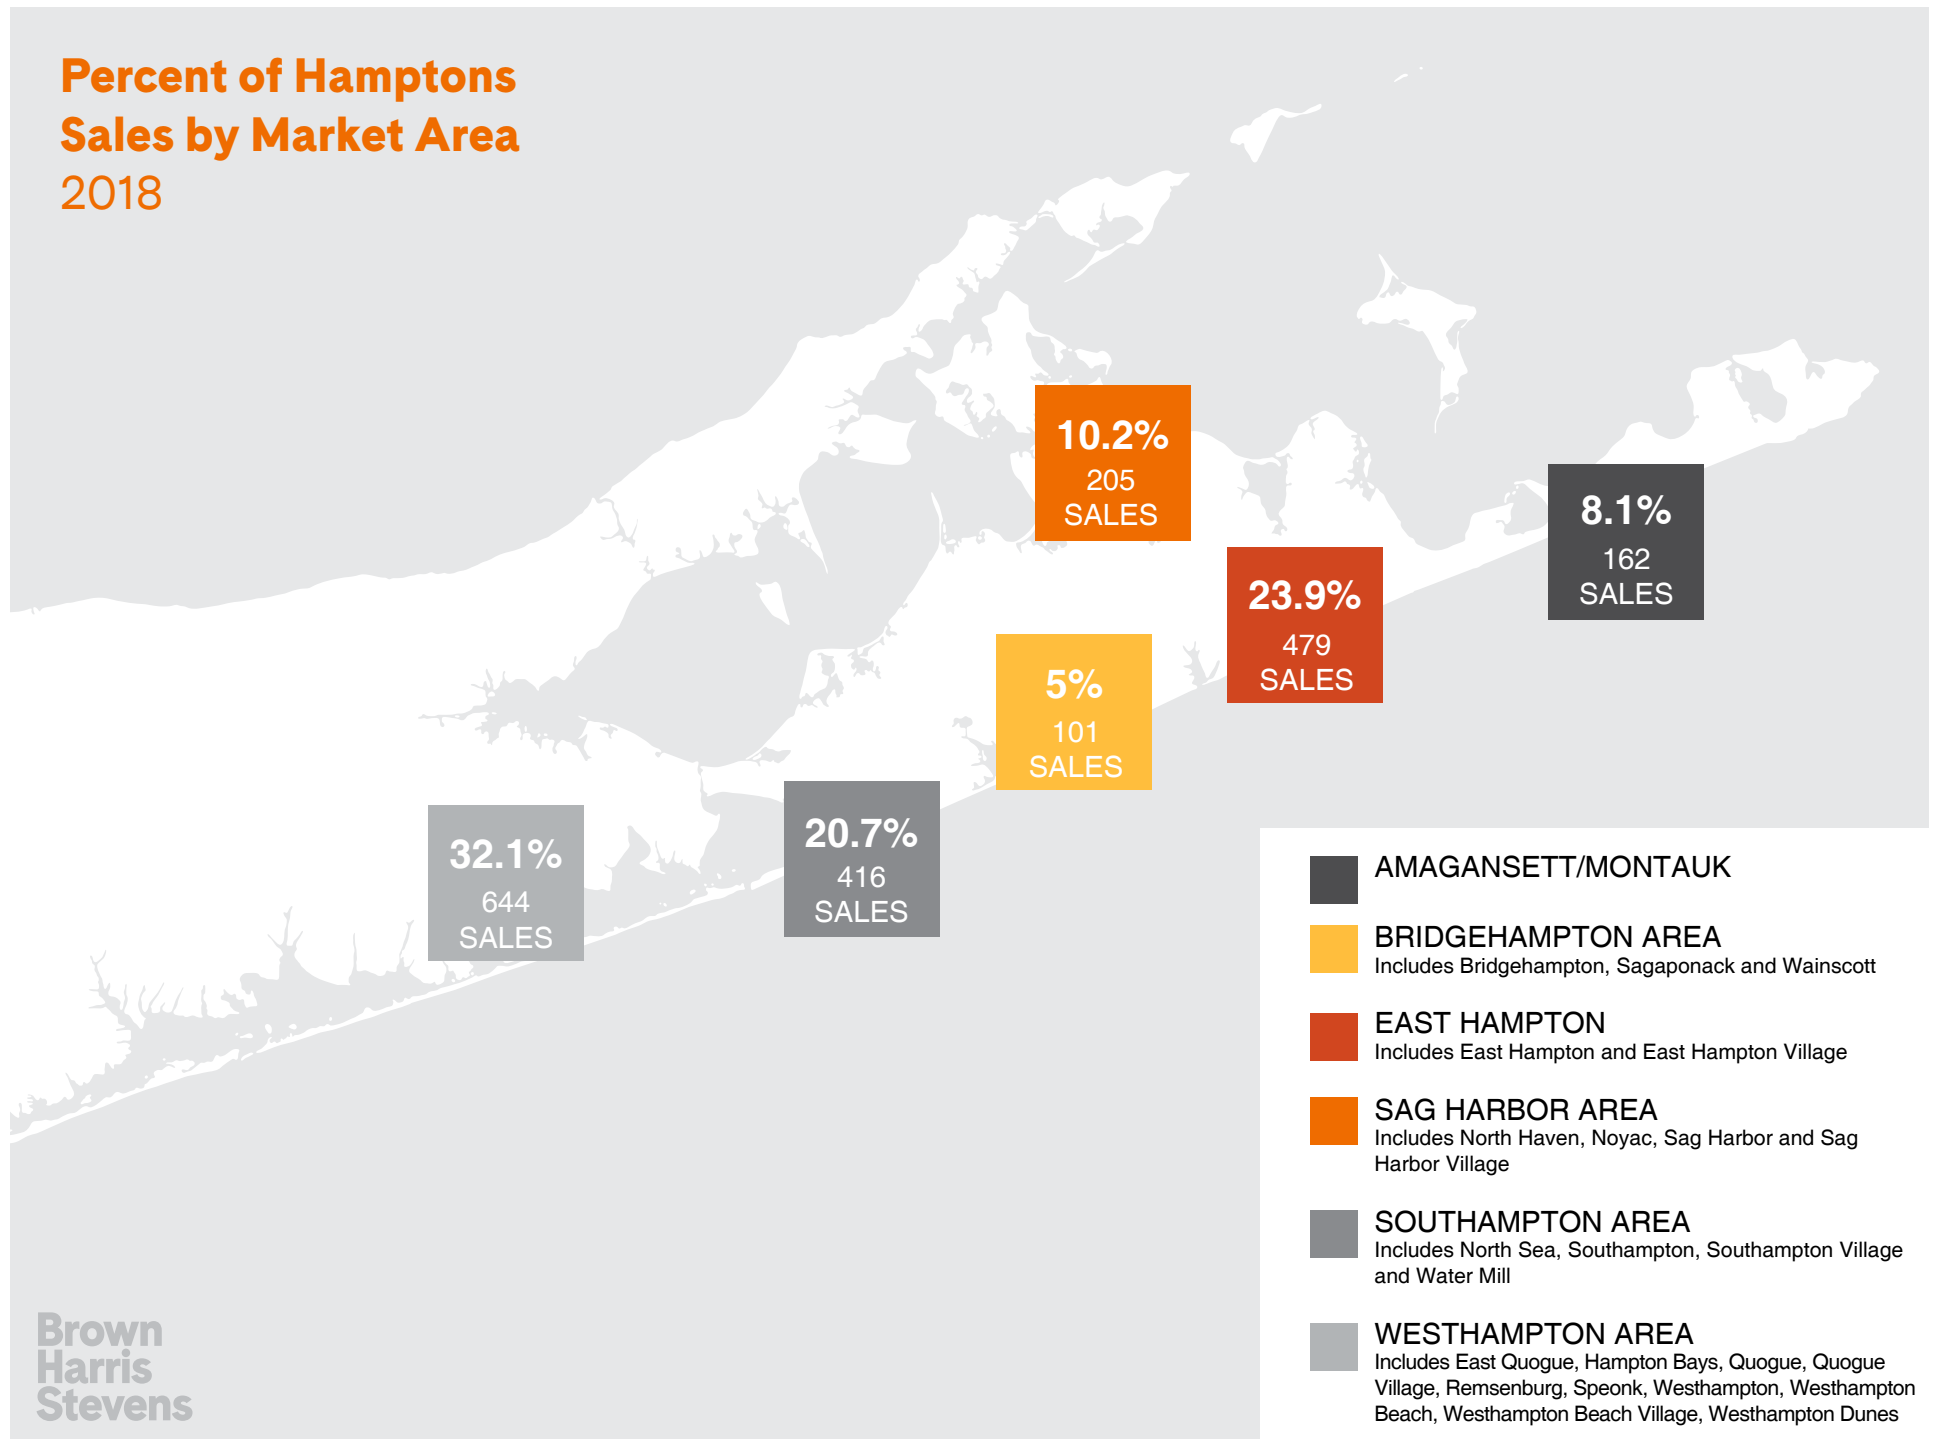 Percent of Hamptons
Sales by Market Area
2018
10.2%
205
SALES
8.1%
162
SALES
23.9%
479
SALES
5%
101
SALES
20.7%
416
SALES
32.1%
644
SALES
AMAGANSETT/MONTAUK
BRIDGEHAMPTON AREA
Includes Bridgehampton, Sagaponack and Wainscott
EAST HAMPTON
Includes East Hampton and East Hampton Village
SAG HARBOR AREA
Includes North Haven, Noyac, Sag Harbor and Sag
Harbor Village
SOUTHAMPTON AREA
Includes North Sea, Southampton, Southampton Village
and Water Mill
WESTHAMPTON AREA
Includes East Quogue, Hampton Bays, Quogue, Quogue
Village, Remsenburg, Speonk, Westhampton, Westhampton
Beach, Westhampton Beach Village, Westhampton Dunes
Brown
Harris
Stevens